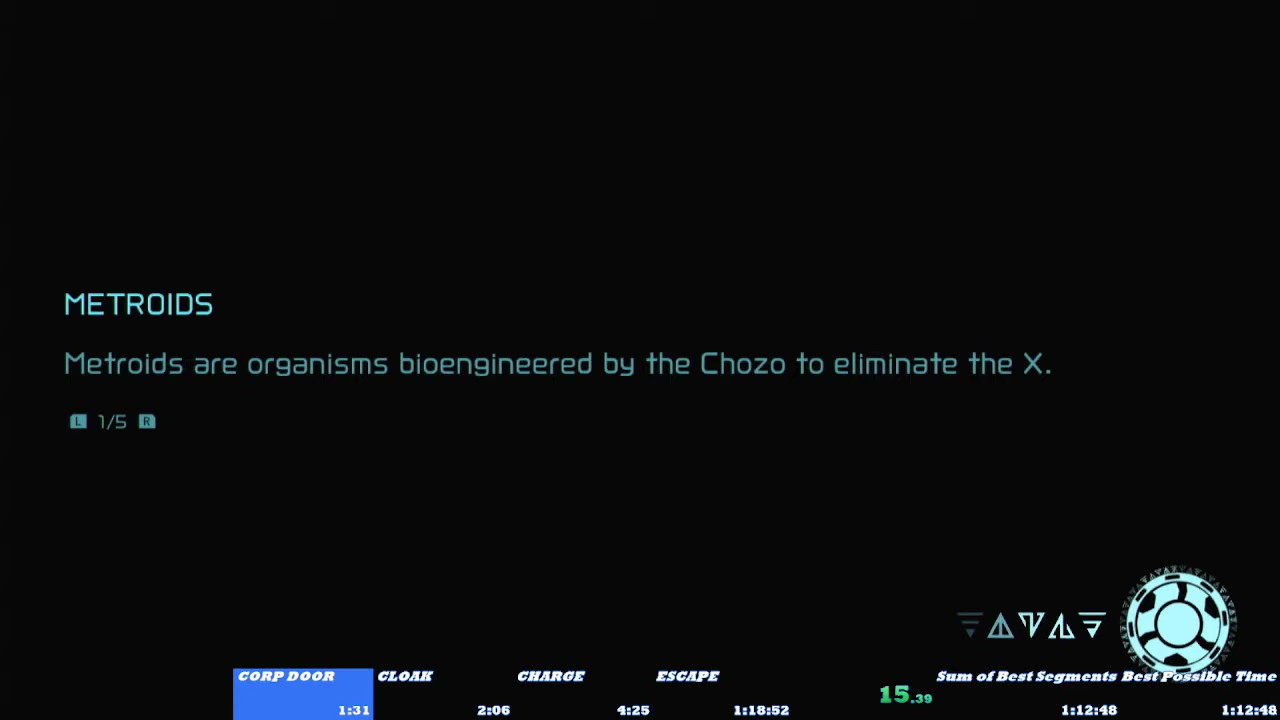 METROIDS
Metroids are organisms bioengineered by the Chozo to eliminate the X.
L 1/5 R
CORP DOOR CLOAK CHARGE ESCAPE Sum of Best Segments Best Possible Time
1:31 2:06 4:25 1:18:52 15.39 1:12:48 1:12:48